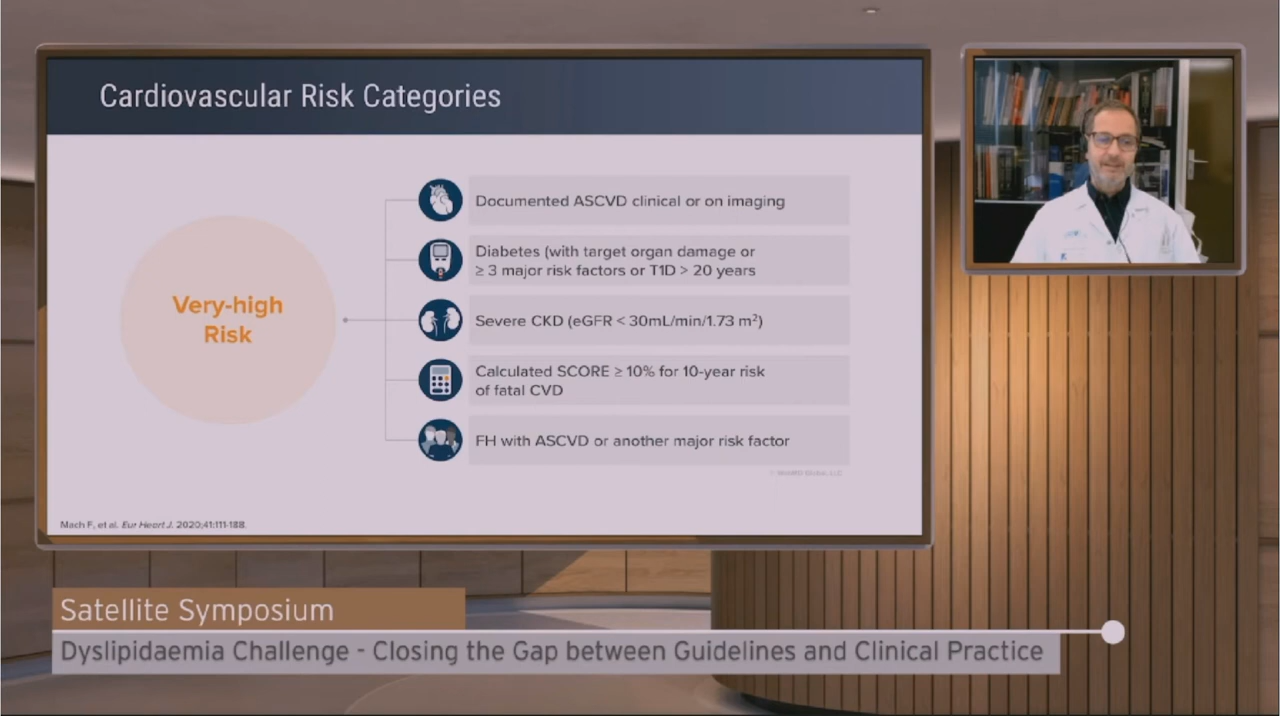 Cardiovascular Risk Categories
Very-high
Risk
Documented ASCVD clinical or on imaging
Diabetes (with target organ damage or
≥ 3 major risk factors or T1D > 20 years
Severe CKD (eGFR < 30mL/min/1.73 m²)
Calculated SCORE ≥ 10% for 10-year risk
of fatal CVD
FH with ASCVD or another major risk factor
Mach F, et al. Eur Heart J. 2020;41:111-188.
Satellite Symposium
Dyslipidaemia Challenge - Closing the Gap between Guidelines and Clinical Practice